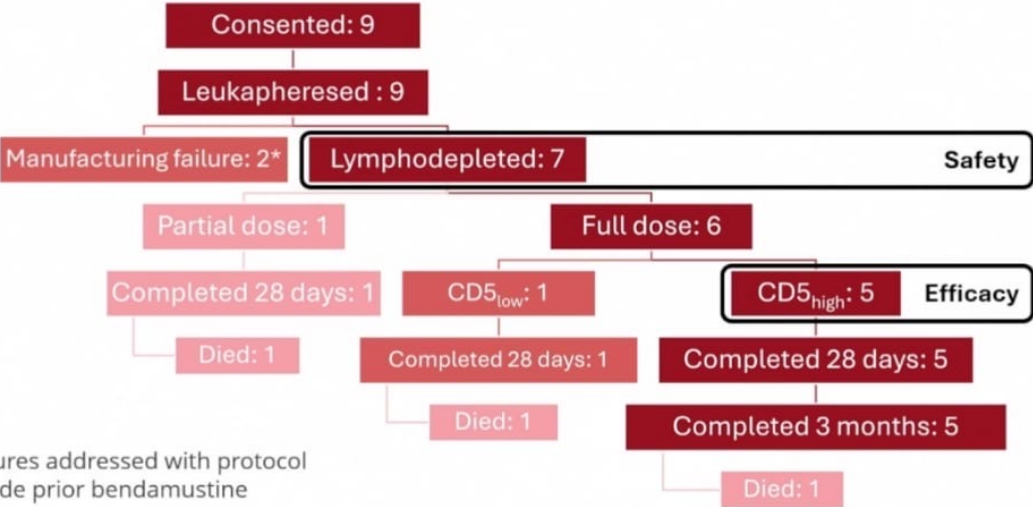 Consented: 9
Leukapheresed : 9
Manufacturing failure: 2*
Lymphodepleted: 7
Safety
Partial dose: 1
Full dose: 6
Completed 28 days: 1
CD5low: 1
CD5high: 5
Efficacy
Died: 1
Completed 28 days: 1
Completed 28 days: 5
Died: 1
Completed 3 months: 5
ures addressed with protocol
de prior bendamustine
Died: 1